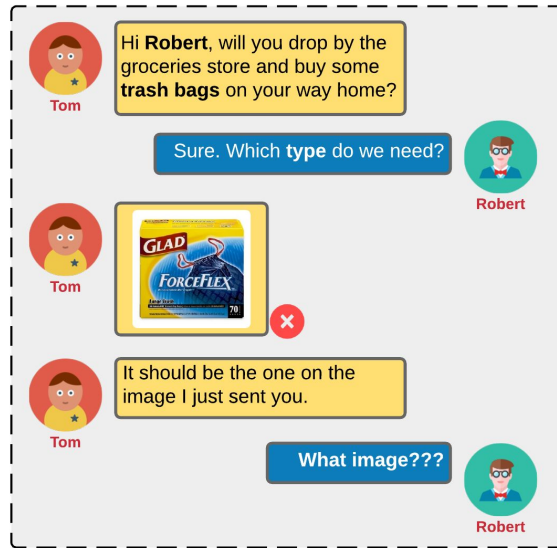 Hi Robert, will you drop by the
groceries store and buy some
trash bags on your way home?
Tom
Sure. Which type do we need?
Robert
GLAD
FORCEFLEX
70
Tom
It should be the one on the
image I just sent you.
Tom
What image???
Robert